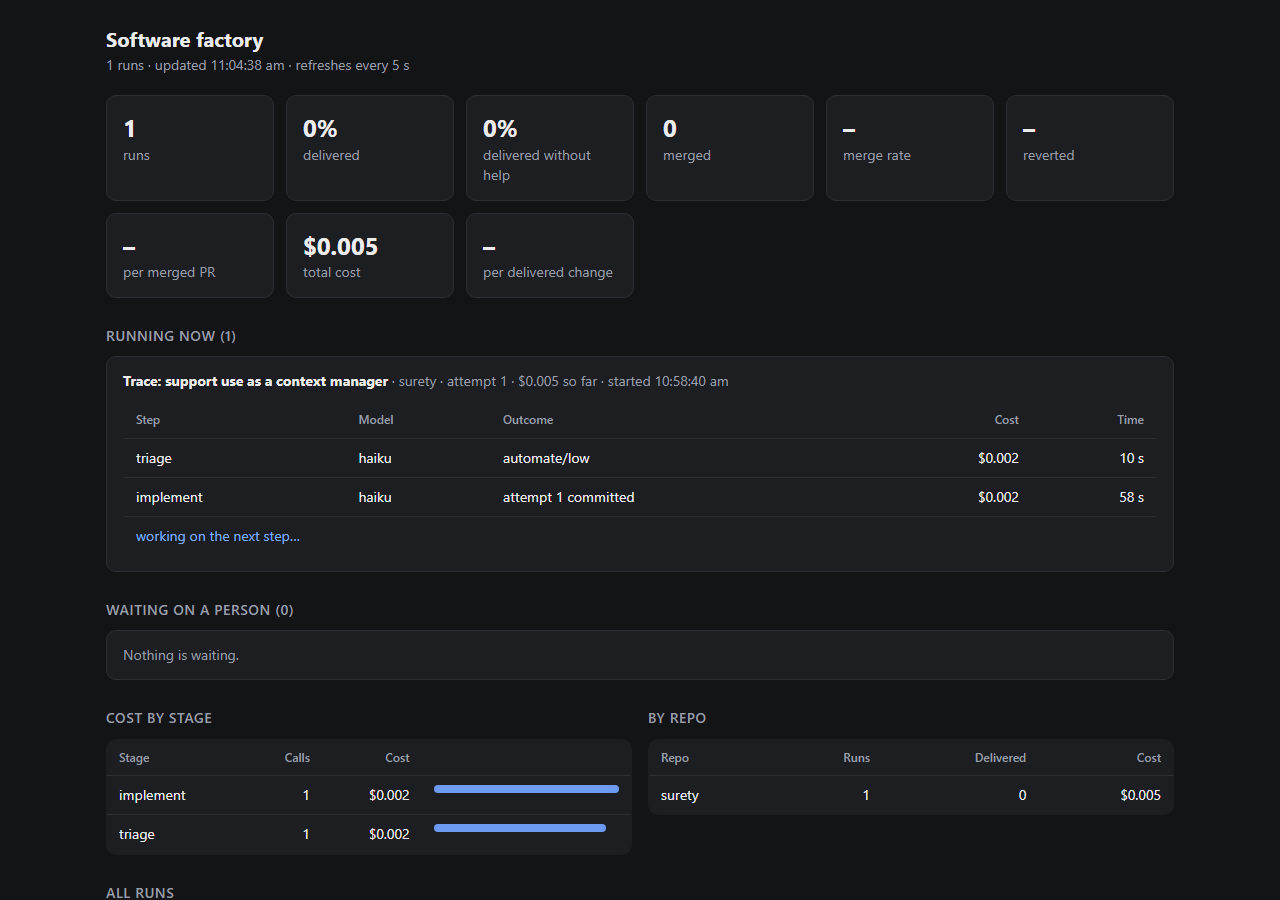 Software factory
1 runs · updated 11:04:38 am · refreshes every 5 s
1 0% 0% 0 – –
runs delivered delivered without help merged merge rate reverted
– $0.005 –
per merged PR total cost per delivered change
RUNNING NOW (1)
Trace: support use as a context manager · surety · attempt 1 · $0.005 so far · started 10:58:40 am
Step Model Outcome Cost Time
triage haiku automate/low $0.002 10 s
implement haiku attempt 1 committed $0.002 58 s
working on the next step...
WAITING ON A PERSON (0)
Nothing is waiting.
COST BY STAGE
Stage Calls Cost
implement 1 $0.002
triage 1 $0.002
BY REPO
Repo Runs Delivered Cost
surety 1 0 $0.005
ALL RUNS